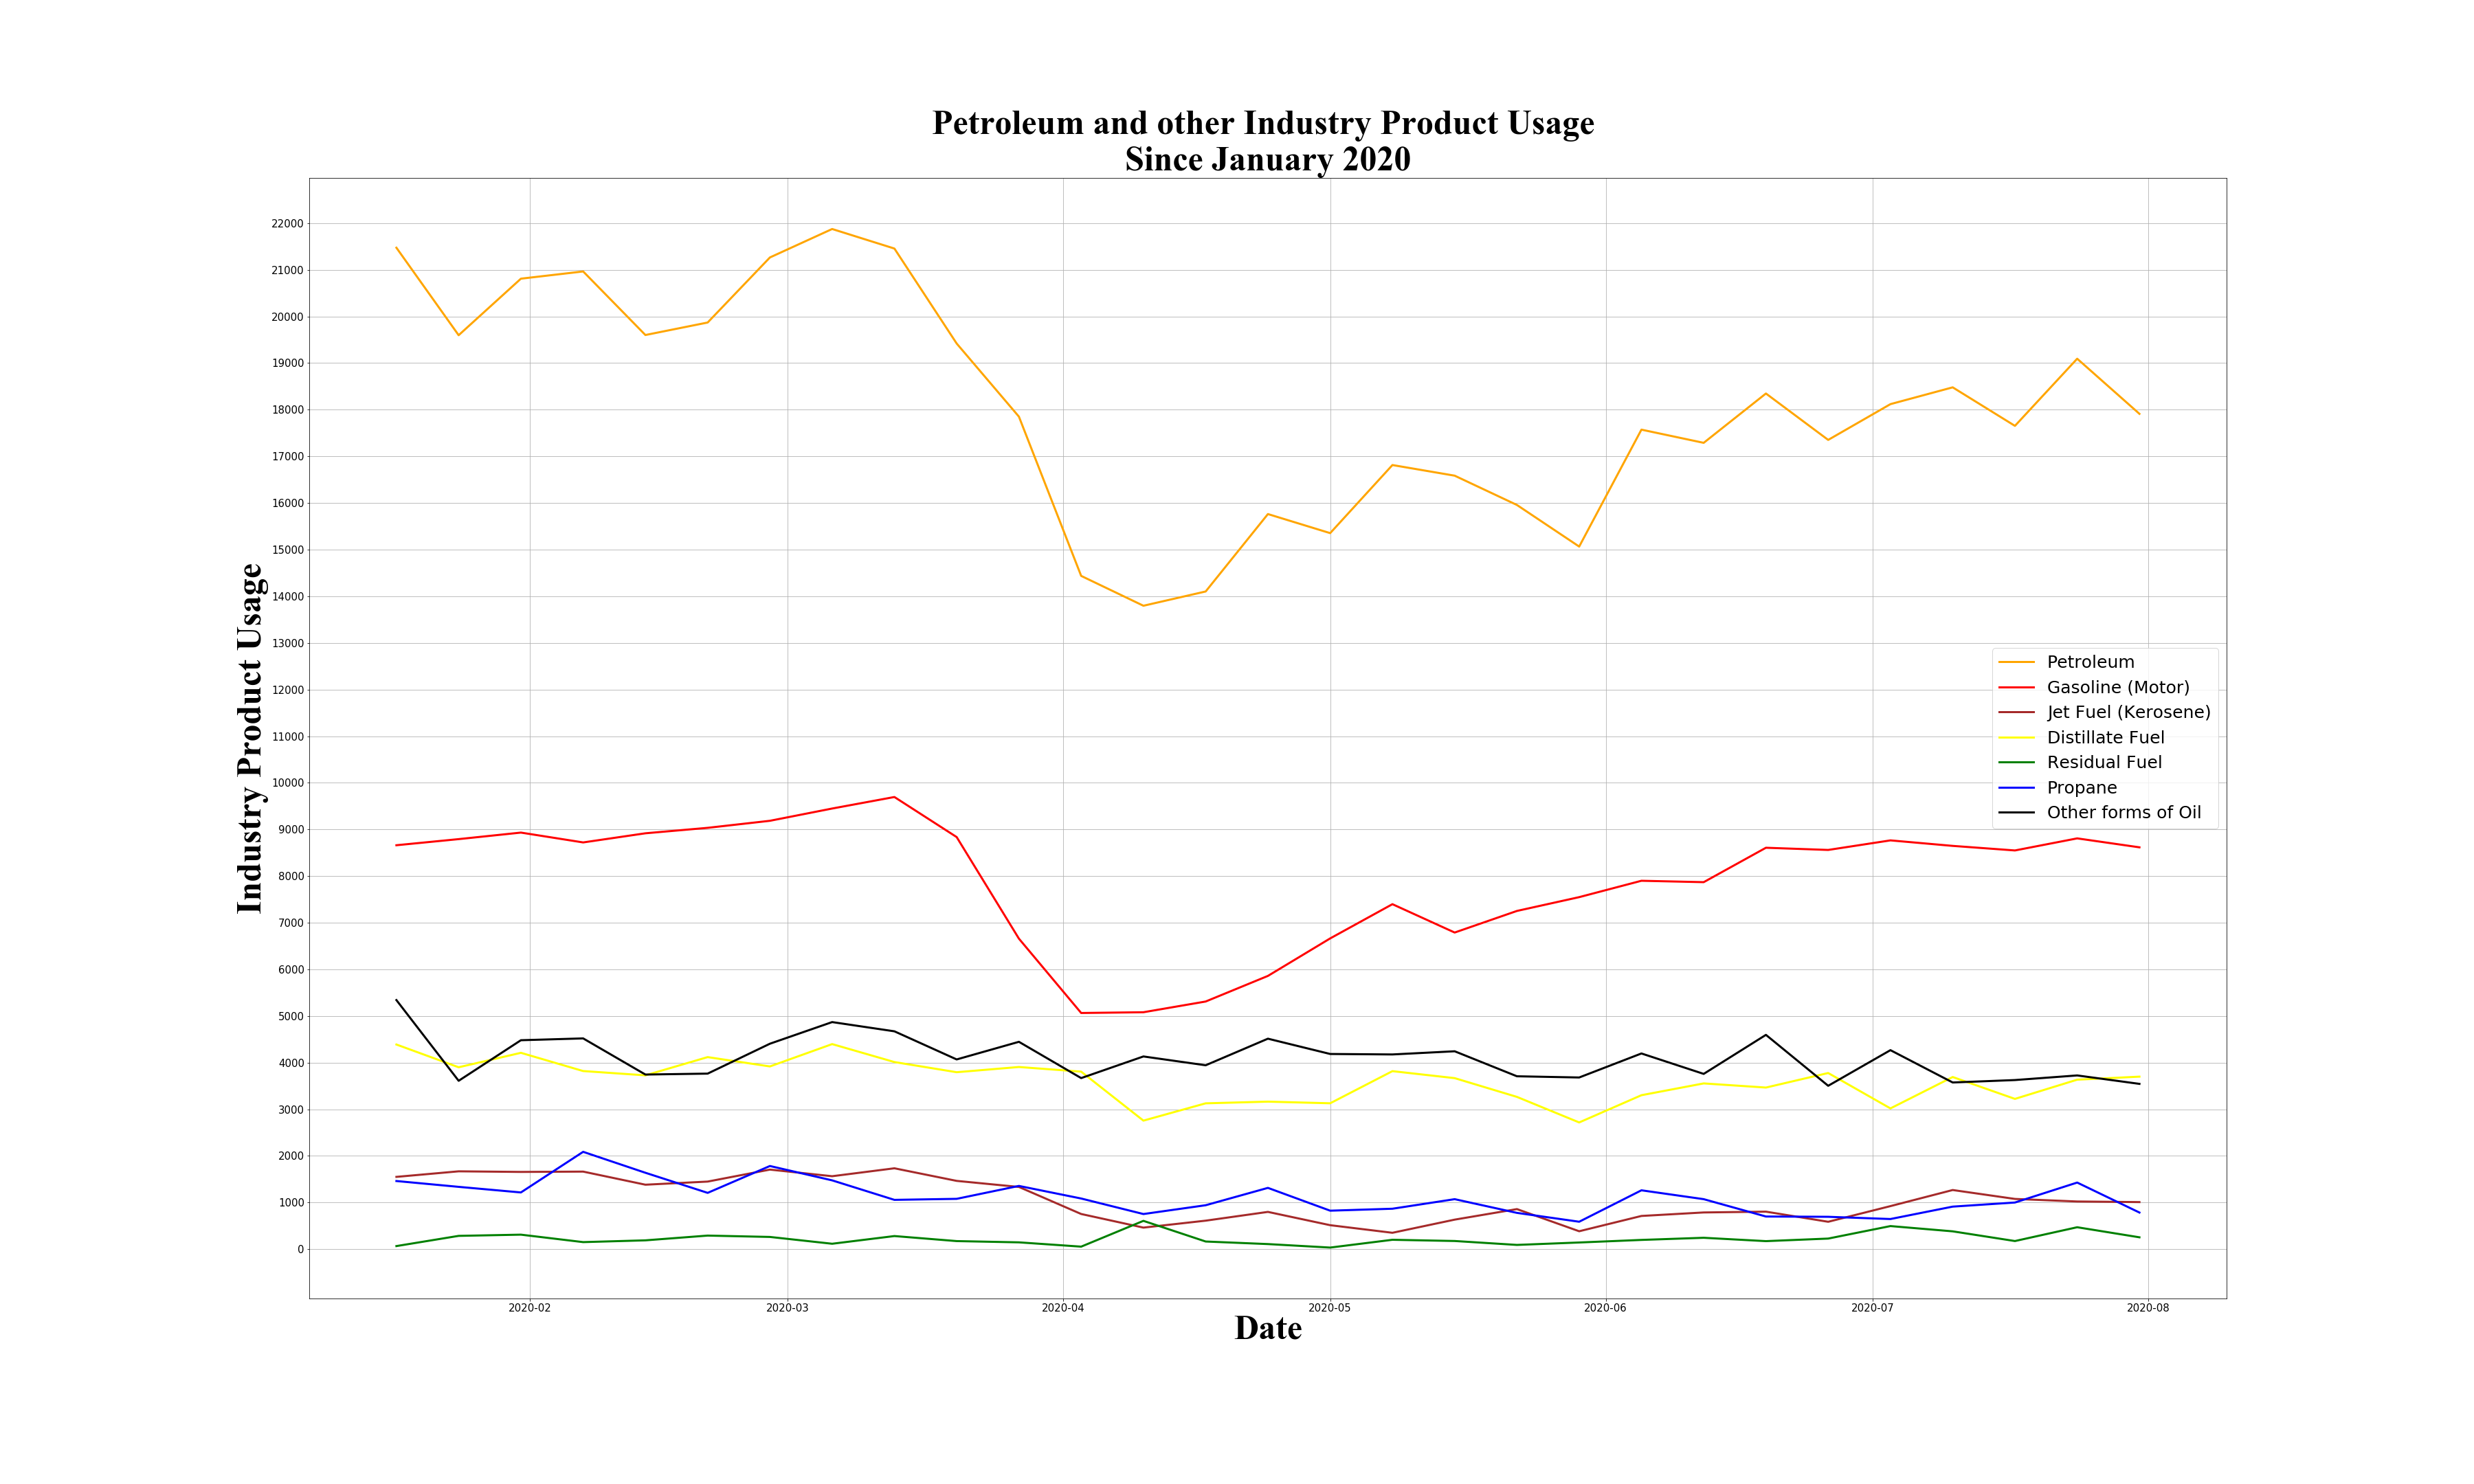 Petroleum and other Industry Product Usage
Since January 2020
Industry Product Usage
22000
21000
20000
19000
18000
17000
16000
15000
14000
13000
12000
11000
10000
9000
8000
7000
6000
5000
4000
3000
2000
1000
0
Petroleum
Gasoline (Motor)
Jet Fuel (Kerosene)
Distillate Fuel
Residual Fuel
Propane
Other forms of Oil
2020-02
2020-03
2020-04
2020-05
2020-06
2020-07
2020-08
Date